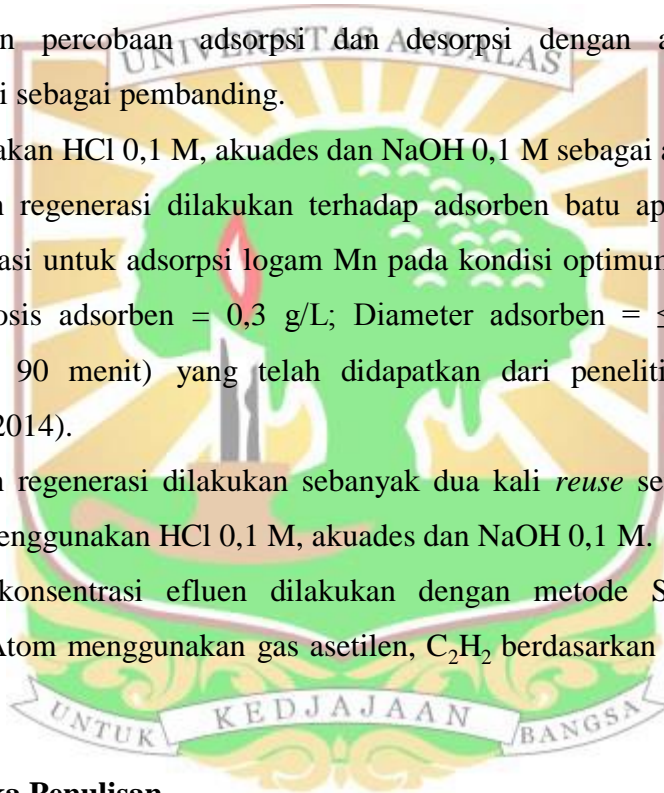 n percobaan adsorpsi dan desorpsi dengan a
UNIVERSITAS ANDALAS
i sebagai pembanding.
akan HCl 0,1 M, akuades dan NaOH 0,1 M sebagai a
n regenerasi dilakukan terhadap adsorben batu ap
asi untuk adsorpsi logam Mn pada kondisi optimum
osis adsorben = 0,3 g/L; Diameter adsorben = ≤
90 menit) yang telah didapatkan dari peneliti
2014).
n regenerasi dilakukan sebanyak dua kali reuse se
enggunakan HCl 0,1 M, akuades dan NaOH 0,1 M.
konsentrasi efluen dilakukan dengan metode S
Atom menggunakan gas asetilen, C₂H₂ berdasarkan
UNTUK KEDJAJAAN BANGSA
ka Penulisan